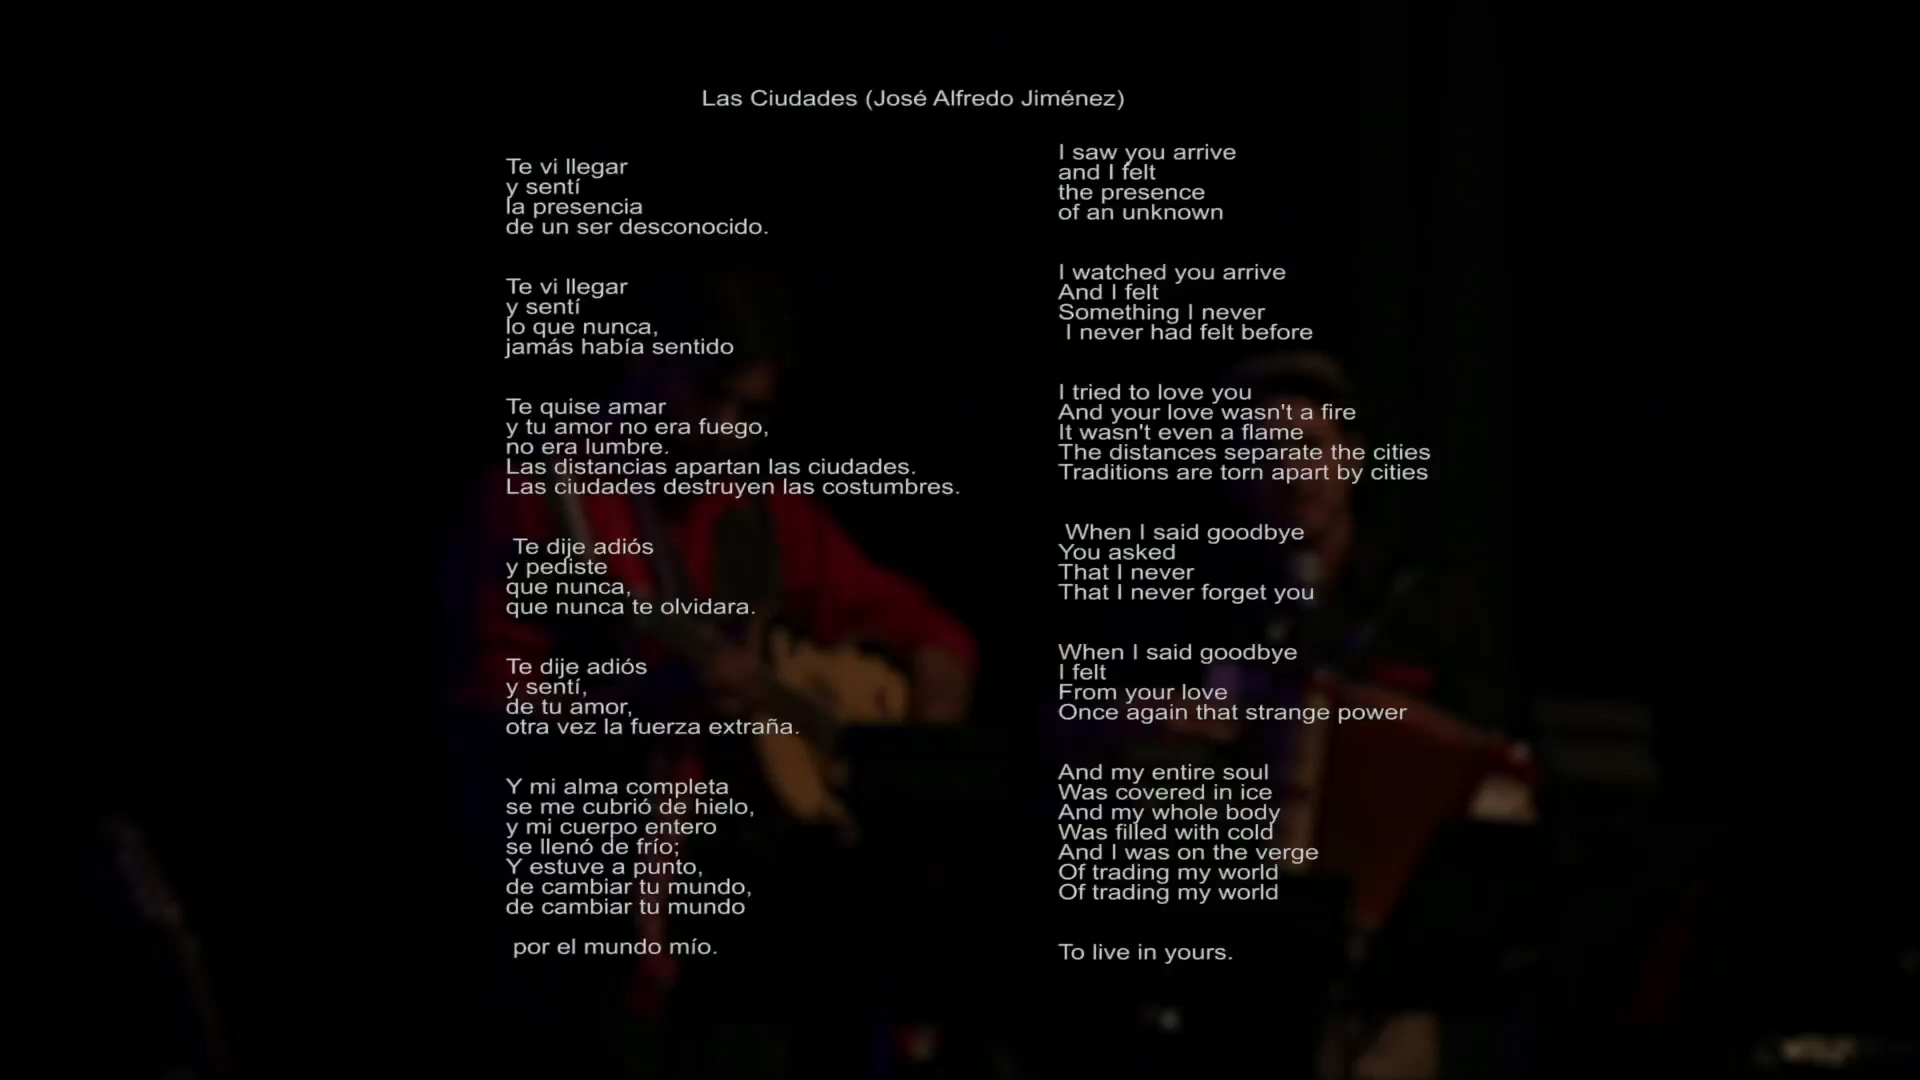 Las Ciudades (José Alfredo Jiménez)
Te vi llegar
y sentí
la presencia
de un ser desconocido.
Te vi llegar
y sentí
lo que nunca,
jamás había sentido
Te quise amar
y tu amor no era fuego,
no era lumbre.
Las distancias apartan las ciudades.
Las ciudades destruyen las costumbres.
Te dije adiós
y pediste
que nunca,
que nunca te olvidara.
Te dije adiós
y sentí,
de tu amor,
otra vez la fuerza extraña.
Y mi alma completa
se me cubrió de hielo,
y mi cuerpo entero
se llenó de frío;
Y estuve a punto,
de cambiar tu mundo,
de cambiar tu mundo
por el mundo mío.
I saw you arrive
and I felt
the presence
of an unknown
I watched you arrive
And I felt
Something I never
I never had felt before
I tried to love you
And your love wasn't a fire
It wasn't even a flame
The distances separate the cities
Traditions are torn apart by cities
When I said goodbye
You asked
That I never
That I never forget you
When I said goodbye
I felt
From your love
Once again that strange power
And my entire soul
Was covered in ice
And my whole body
Was filled with cold
And I was on the verge
Of trading my world
Of trading my world
To live in yours.